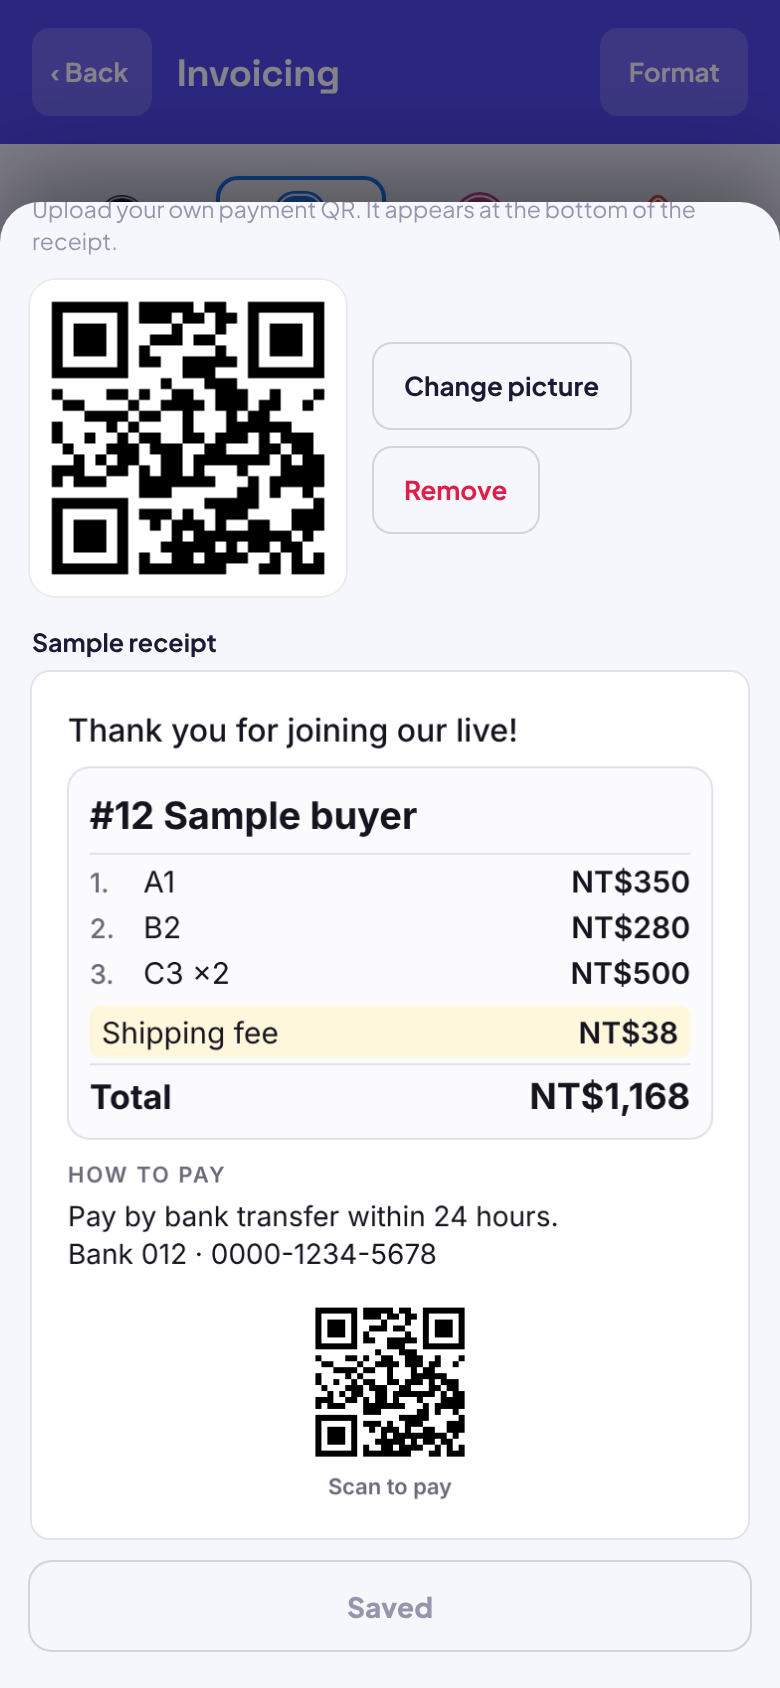 ‹ Back
Invoicing
Format
Upload your own payment QR. It appears at the bottom of the
receipt.
Change picture
Remove
Sample receipt
Thank you for joining our live!
#12 Sample buyer
1. A1 NT$350
2. B2 NT$280
3. C3 ×2 NT$500
Shipping fee NT$38
Total NT$1,168
HOW TO PAY
Pay by bank transfer within 24 hours.
Bank 012 · 0000-1234-5678
Scan to pay
Saved